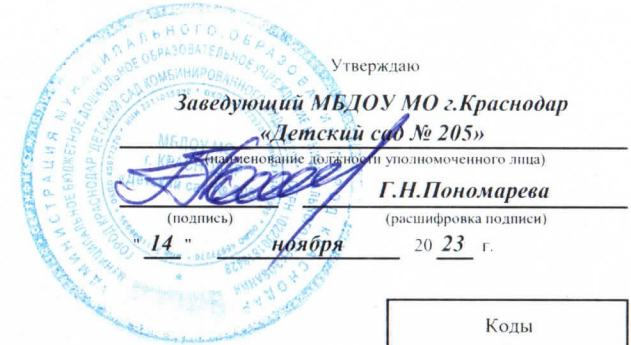 Утверждаю
Заведующий МБДОУ МО г.Краснодар
«Детский сад № 205»
(наименование должности уполномоченного лица)
Г.Н.Пономарева
(подпись) (расшифровка подписи)
" 14 " ноября 20 23 г.
Коды